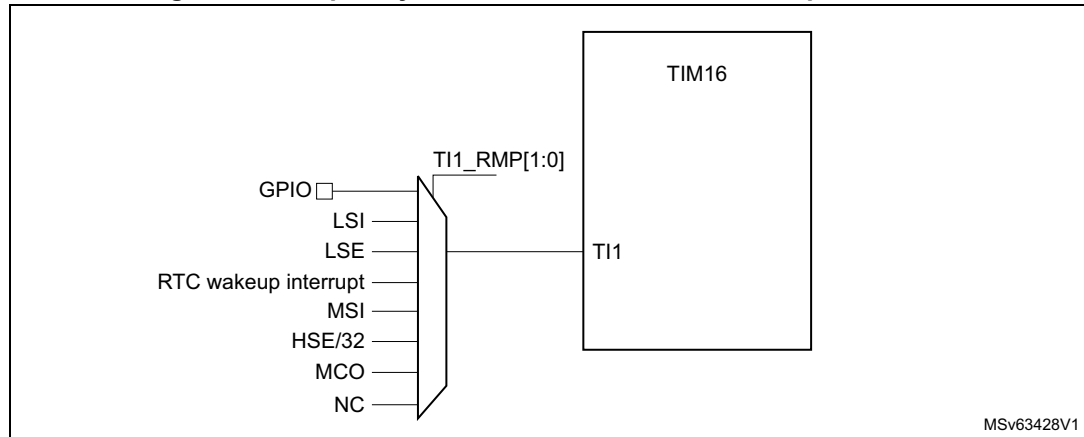 TIM16
TI1_RMP[1:0]
GPIO
LSI
LSE
TI1
RTC wakeup interrupt
MSI
HSE/32
MCO
NC
MSv63428V1